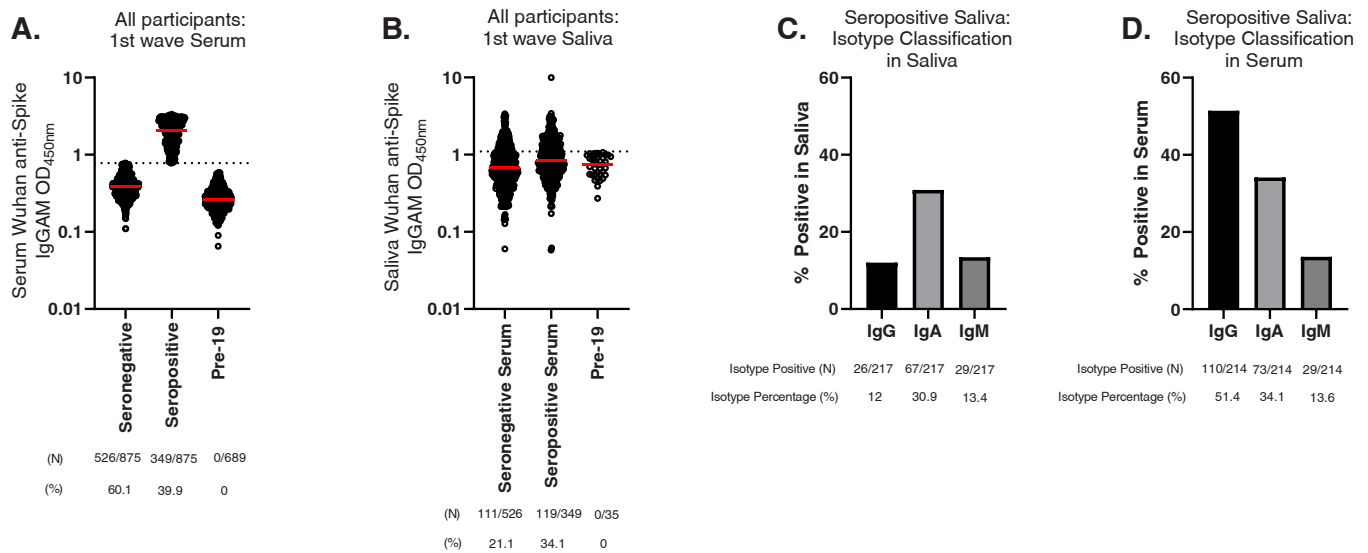 A.
All participants:
1st wave Serum
Serum Wuhan anti-Spike
IgGAM OD450nm
10
1
0.1
0.01
Seronegative
Seropositive
Pre-19
(N) 526/875 349/875 0/689
(%) 60.1 39.9 0
B.
All participants:
1st wave Saliva
Saliva Wuhan anti-Spike
IgGAM OD450nm
10
1
0.1
0.01
Seronegative Serum
Seropositive Serum
Pre-19
(N) 111/526 119/349 0/35
(%) 21.1 34.1 0
C.
Seropositive Saliva:
Isotype Classification
in Saliva
% Positive in Saliva
60
40
20
0
IgG IgA IgM
Isotype Positive (N) 26/217 67/217 29/217
Isotype Percentage (%) 12 30.9 13.4
D.
Seropositive Saliva:
Isotype Classification
in Serum
% Positive in Serum
60
40
20
0
IgG IgA IgM
Isotype Positive (N) 110/214 73/214 29/214
Isotype Percentage (%) 51.4 34.1 13.6